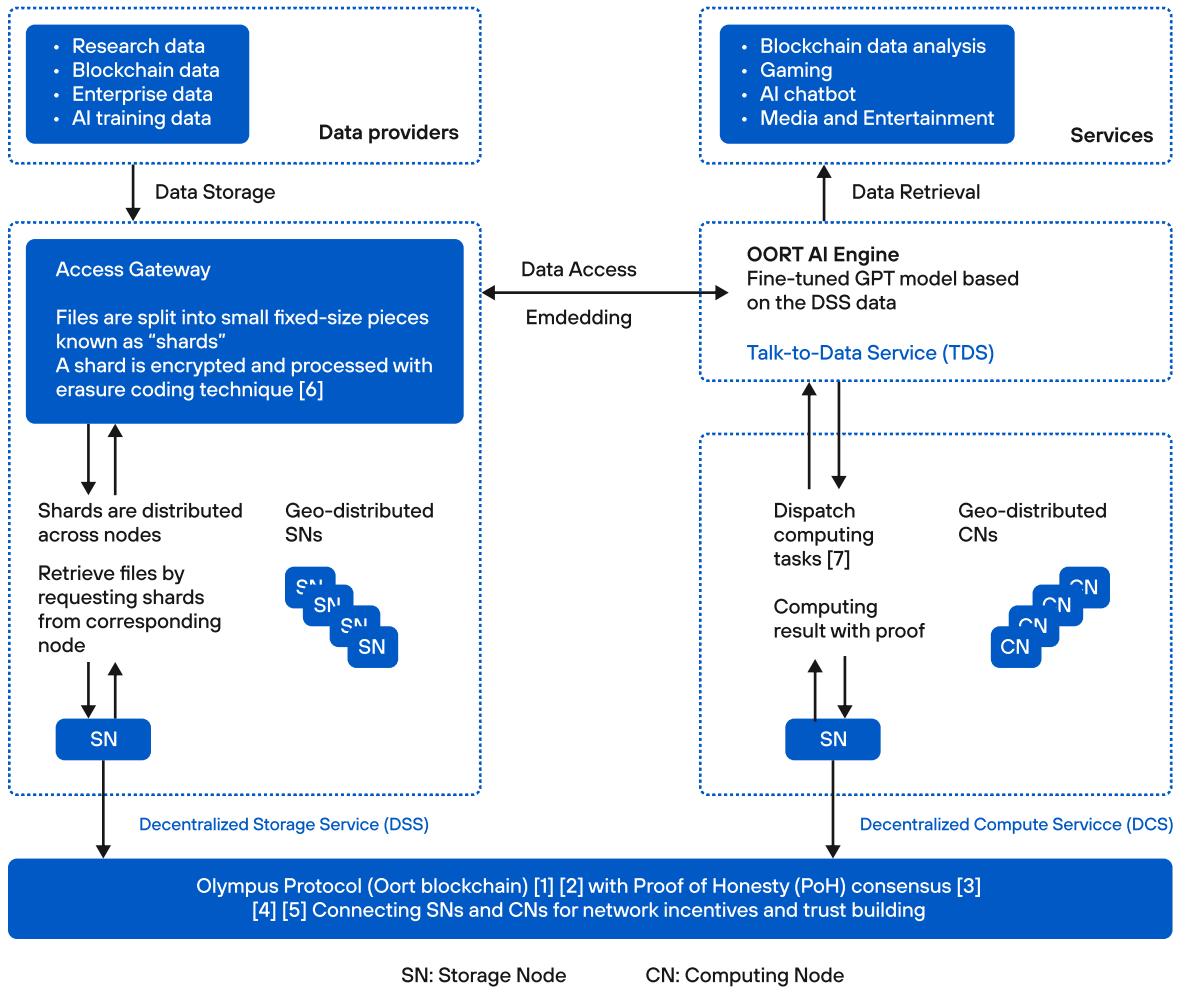 • Research data
• Blockchain data
• Enterprise data
• AI training data
Data providers
• Blockchain data analysis
• Gaming
• AI chatbot
• Media and Entertainment
Services
Data Storage
Data Retrieval
Access Gateway
Files are split into small fixed-size pieces
known as “shards”
A shard is encrypted and processed with
erasure coding technique [6]
Data Access
Emdedding
OORT AI Engine
Fine-tuned GPT model based
on the DSS data
Talk-to-Data Service (TDS)
Shards are distributed
across nodes
Retrieve files by
requesting shards
from corresponding
node
Geo-distributed
SNs
SN
SN
SN
SN
SN
Decentralized Storage Service (DSS)
Dispatch
computing
tasks [7]
Computing
result with proof
Geo-distributed
CNs
CN
CN
CN
CN
SN
Decentralized Compute Servicce (DCS)
Olympus Protocol (Oort blockchain) [1] [2] with Proof of Honesty (PoH) consensus [3]
[4] [5] Connecting SNs and CNs for network incentives and trust building
SN: Storage Node
CN: Computing Node